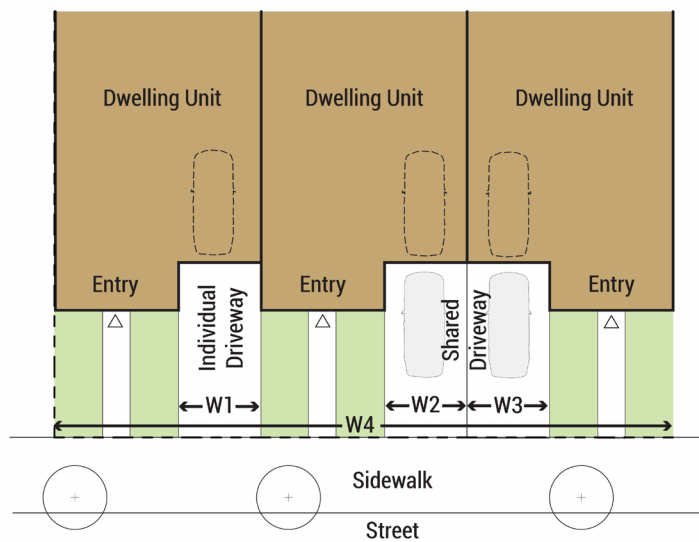 Dwelling Unit
Dwelling Unit
Dwelling Unit
Entry
Entry
Entry
Individual
Driveway
Shared
Driveway
W1
W2
W3
W4
Sidewalk
Street